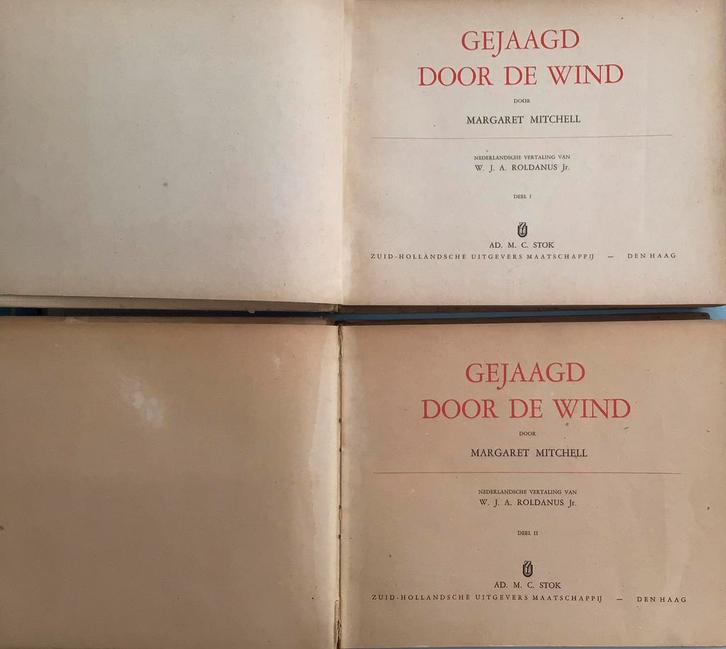 GEJAAGD
DOOR DE WIND
DOOR
MARGARET MITCHELL
NEDERLANDSCHE VERTALING VAN
W. J. A. ROLDANUS Jr.
DEEL I
AD. M. C. STOK
ZUID-HOLLANDSCHE UITGEVERS MAATSCHAPPIJ — DEN HAAG
GEJAAGD
DOOR DE WIND
DOOR
MARGARET MITCHELL
NEDERLANDSCHE VERTALING VAN
W. J. A. ROLDANUS Jr.
DEEL II
AD. M. C. STOK
ZUID-HOLLANDSCHE UITGEVERS MAATSCHAPPIJ — DEN HAAG